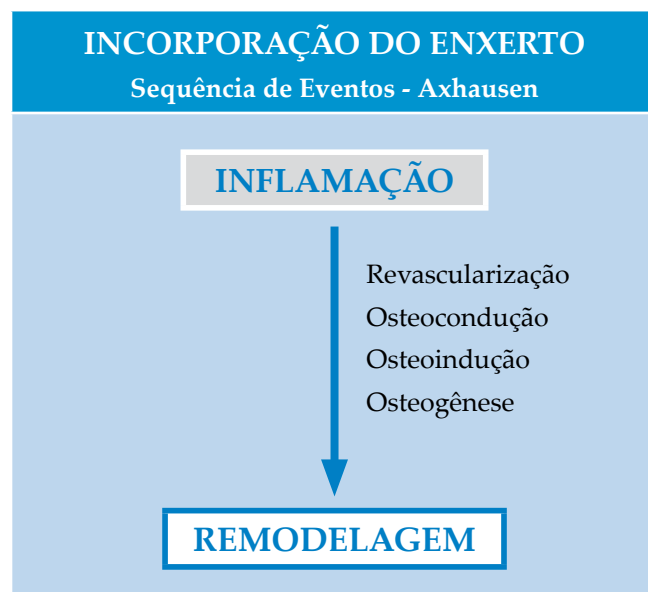 INCORPORAÇÃO DO ENXERTO
Sequência de Eventos - Axhausen
INFLAMAÇÃO
Revascularização
Osteocondução
Osteoindução
Osteogênese
REMODELAGEM